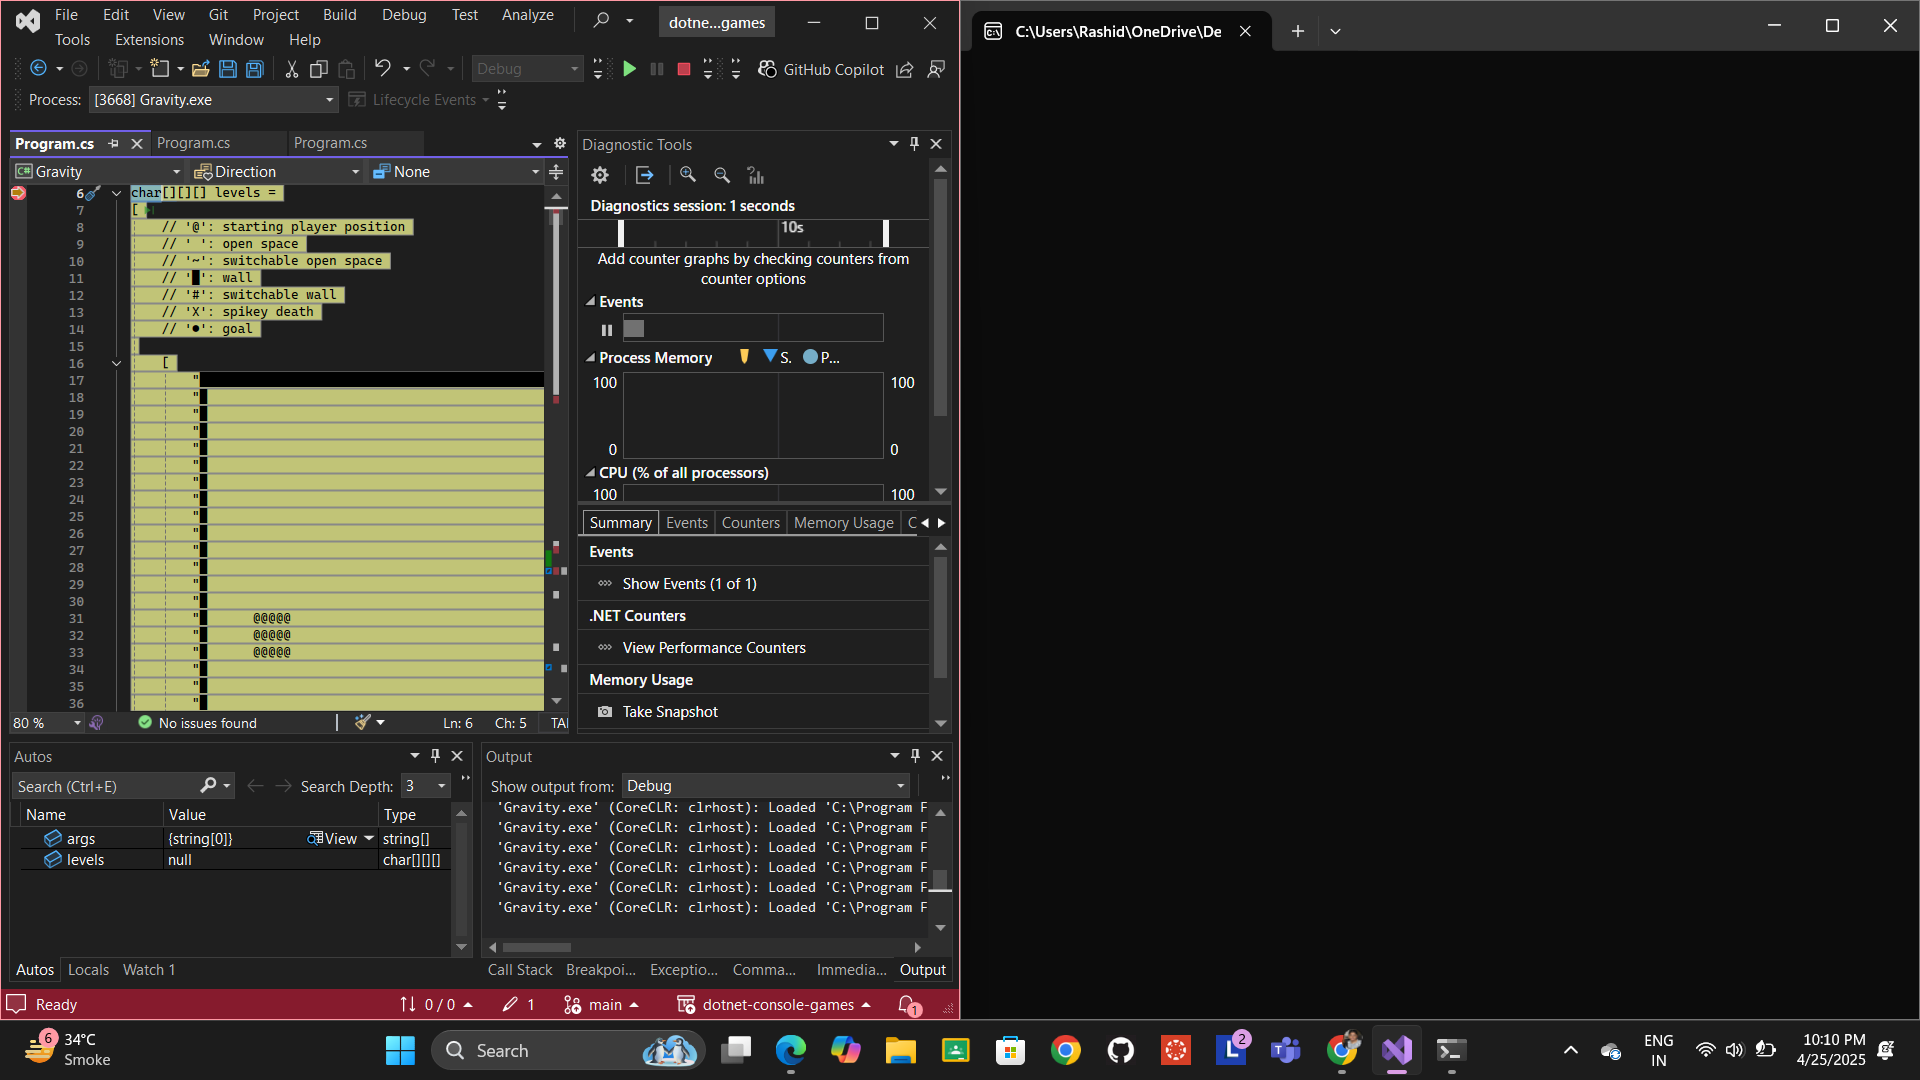 File Edit View Git Project Build Debug Test Analyze
Tools Extensions Window Help
dotne...games
Debug
GitHub Copilot
Process: [3668] Gravity.exe
Lifecycle Events
Program.cs Program.cs Program.cs
C# Gravity Direction None
6 char[][][] levels =
7 [
8 // '@': starting player position
9 // ' ': open space
10 // '~': switchable open space
11 // '█': wall
12 // '#': switchable wall
13 // 'X': spikey death
14 // '●': goal
15
16 [
17 "
18 "
19 "
20 "
21 "
22 "
23 "
24 "
25 "
26 "
27 "
28 "
29 "
30 "
31 " @@@@@
32 " @@@@@
33 " @@@@@
34 "
35 "
36 "
80 % No issues found Ln: 6 Ch: 5 TA
Diagnostic Tools
Diagnostics session: 1 seconds
10s
Add counter graphs by checking counters from
counter options
Events
Process Memory S. P...
100 100
0 0
CPU (% of all processors)
100 100
Summary Events Counters Memory Usage C
Events
Show Events (1 of 1)
.NET Counters
View Performance Counters
Memory Usage
Take Snapshot
Autos
Search (Ctrl+E) Search Depth: 3
Name Value Type
args {string[0]} View string[]
levels null char[][][]
Autos Locals Watch 1
Output
Show output from: Debug
'Gravity.exe' (CoreCLR: clrhost): Loaded 'C:\Program F
'Gravity.exe' (CoreCLR: clrhost): Loaded 'C:\Program F
'Gravity.exe' (CoreCLR: clrhost): Loaded 'C:\Program F
'Gravity.exe' (CoreCLR: clrhost): Loaded 'C:\Program F
'Gravity.exe' (CoreCLR: clrhost): Loaded 'C:\Program F
'Gravity.exe' (CoreCLR: clrhost): Loaded 'C:\Program F
Call Stack Breakpoi... Exceptio... Comma... Immedia... Output
Ready 0 / 0 1 main dotnet-console-games 1
C:\Users\Rashid\OneDrive\De
6 34°C
Smoke
Search
L 2
ENG
IN
10:10 PM
4/25/2025